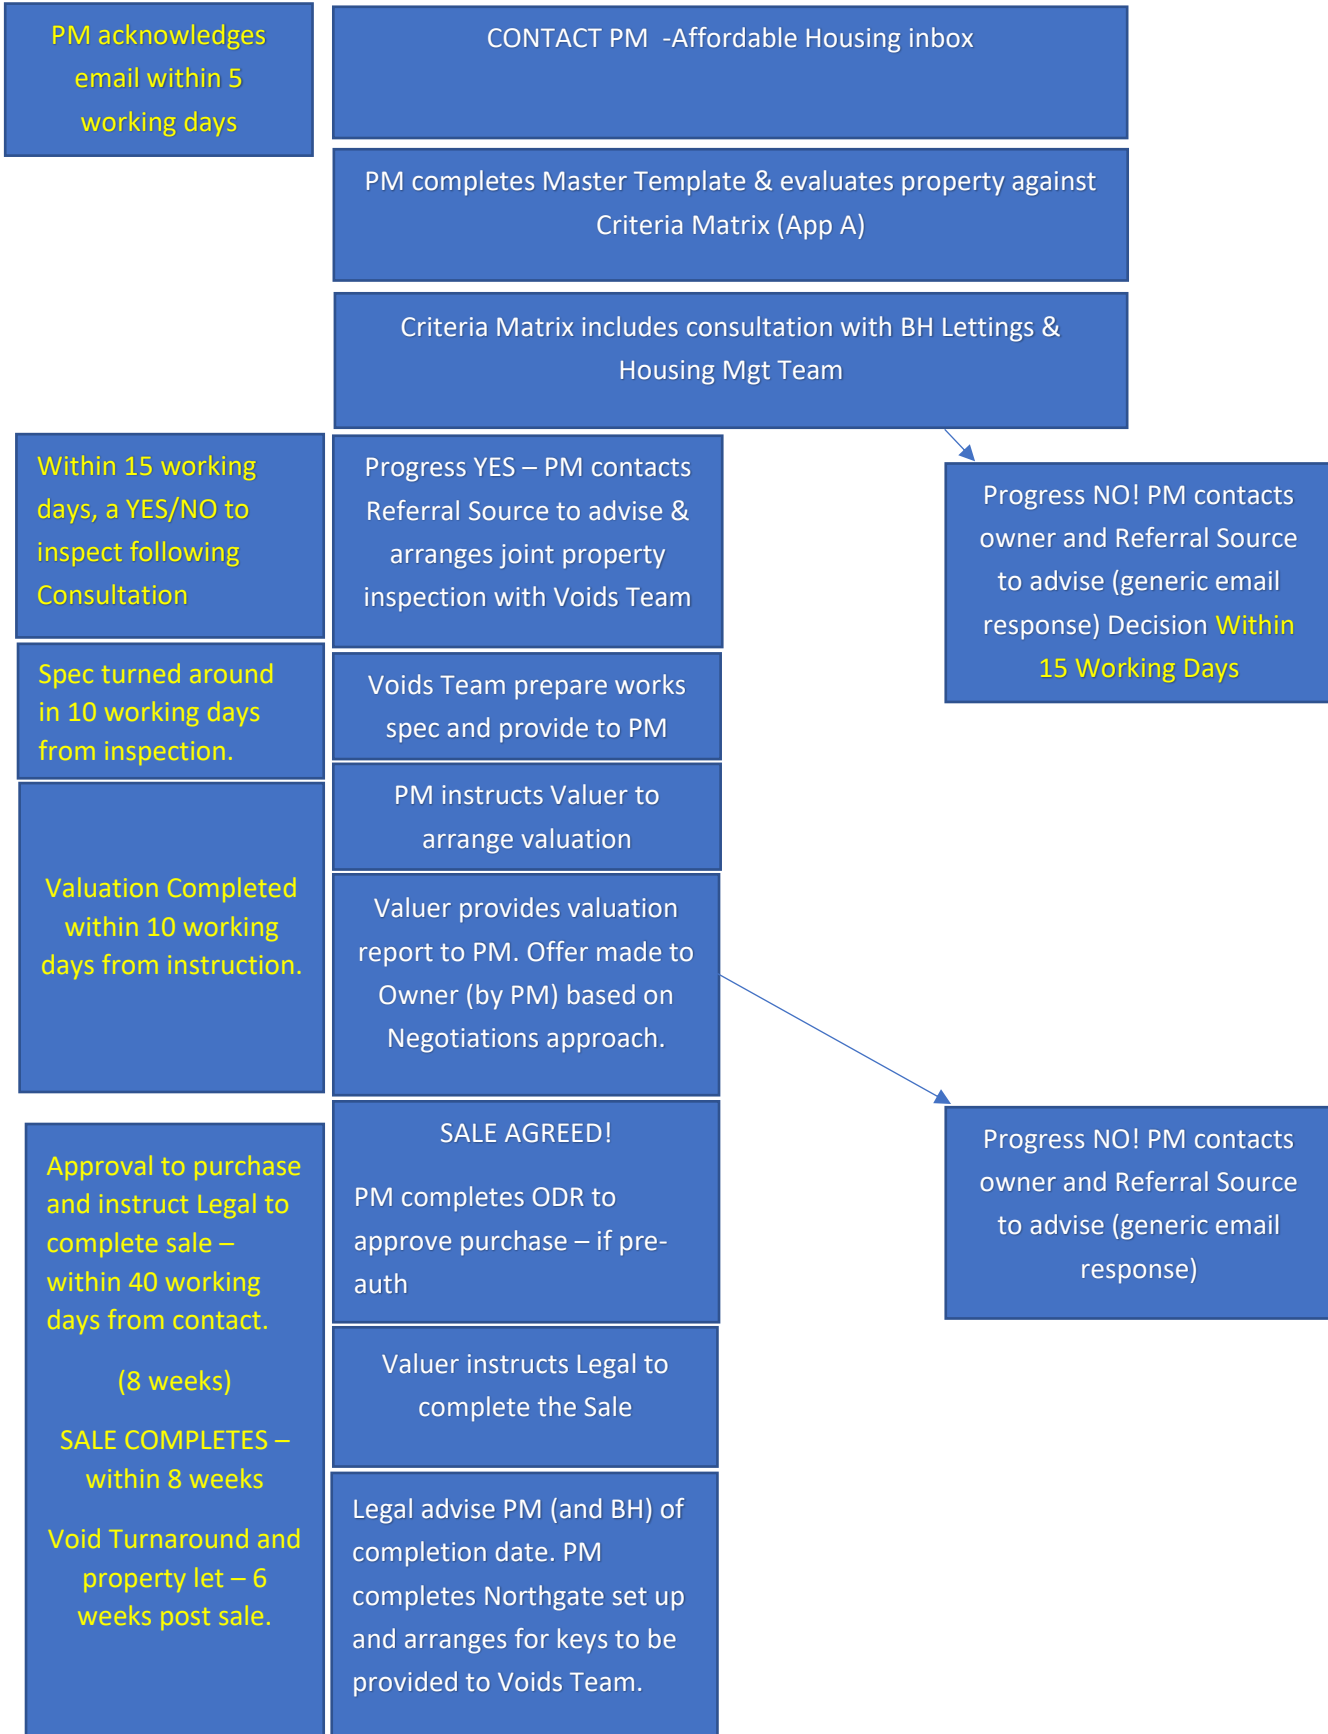 PM acknowledges
email within 5
working days
CONTACT PM  -Affordable Housing inbox
PM completes Master Template & evaluates property against
Criteria Matrix (App A)
Criteria Matrix includes consultation with BH Lettings &
Housing Mgt Team
Within 15 working
days, a YES/NO to
inspect following
Consultation
Progress YES – PM contacts
Referral Source to advise &
arranges joint property
inspection with Voids Team
Progress NO! PM contacts
owner and Referral Source
to advise (generic email
response) Decision Within
15 Working Days
Spec turned around
in 10 working days
from inspection.
Voids Team prepare works
spec and provide to PM
PM instructs Valuer to
arrange valuation
Valuation Completed
within 10 working
days from instruction.
Valuer provides valuation
report to PM. Offer made to
Owner (by PM) based on
Negotiations approach.
SALE AGREED!
PM completes ODR to
approve purchase – if pre-
auth
Progress NO! PM contacts
owner and Referral Source
to advise (generic email
response)
Approval to purchase
and instruct Legal to
complete sale –
within 40 working
days from contact.
(8 weeks)
SALE COMPLETES –
within 8 weeks
Void Turnaround and
property let – 6
weeks post sale.
Valuer instructs Legal to
complete the Sale
Legal advise PM (and BH) of
completion date. PM
completes Northgate set up
and arranges for keys to be
provided to Voids Team.